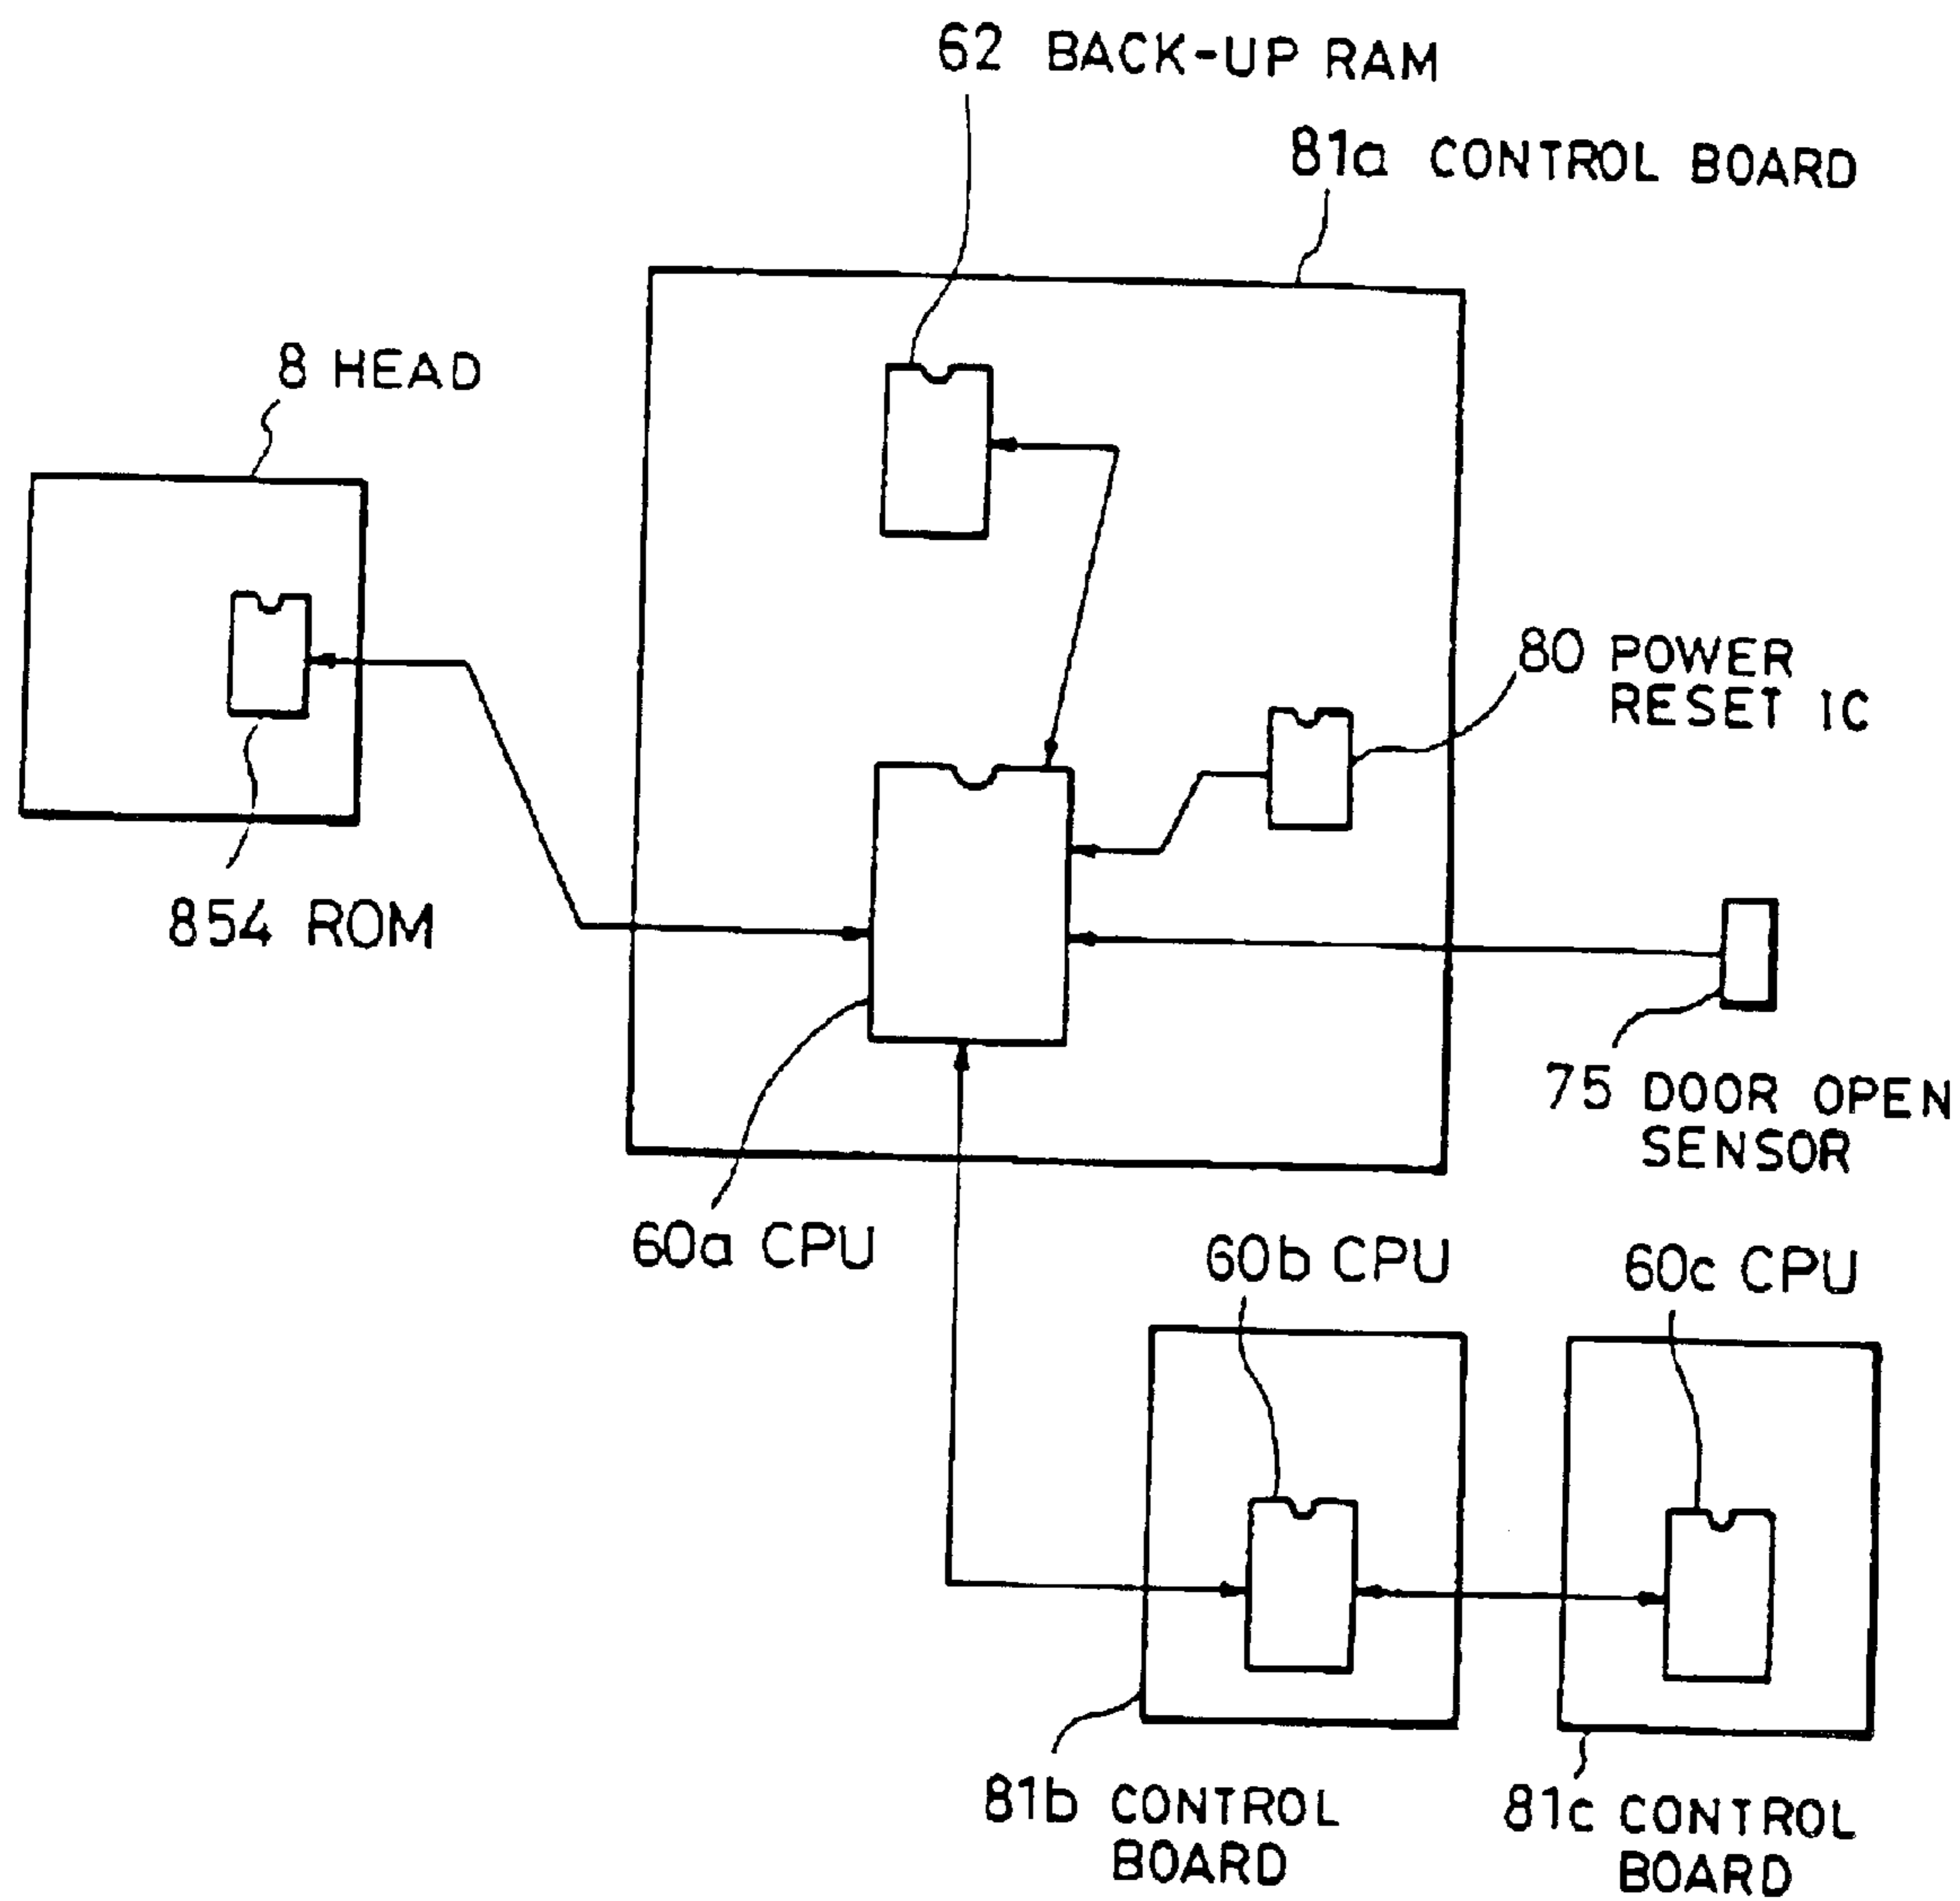 62 BACK-UP RAM
81a CONTROL BOARD
8 HEAD
80 POWER
RESET IC
854 ROM
75 DOOR OPEN
SENSOR
60a CPU
60b CPU
60c CPU
81b CONTROL
BOARD
81c CONTROL
BOARD